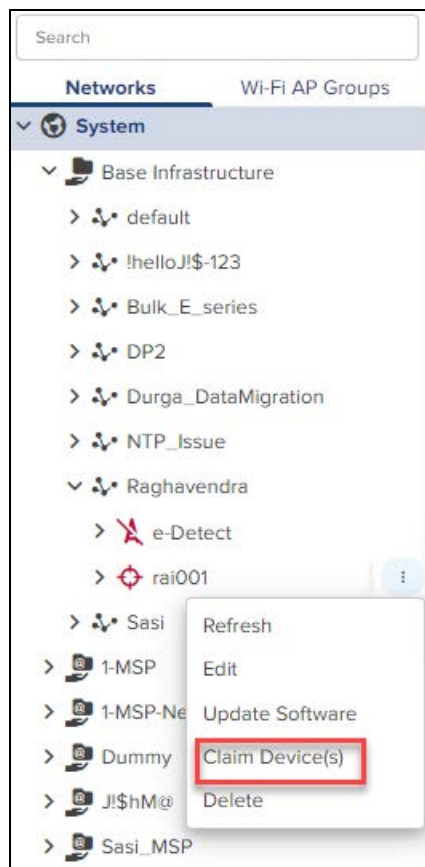 Search
Networks Wi-Fi AP Groups
System
Base Infrastructure
default
!helloJ!$-123
Bulk_E_series
DP2
Durga_DataMigration
NTP_Issue
Raghavendra
e-Detect
rai001
Sasi
Refresh
1-MSP
Edit
1-MSP-Ne
Update Software
Dummy
Claim Device(s)
J!$hM@
Delete
Sasi_MSP